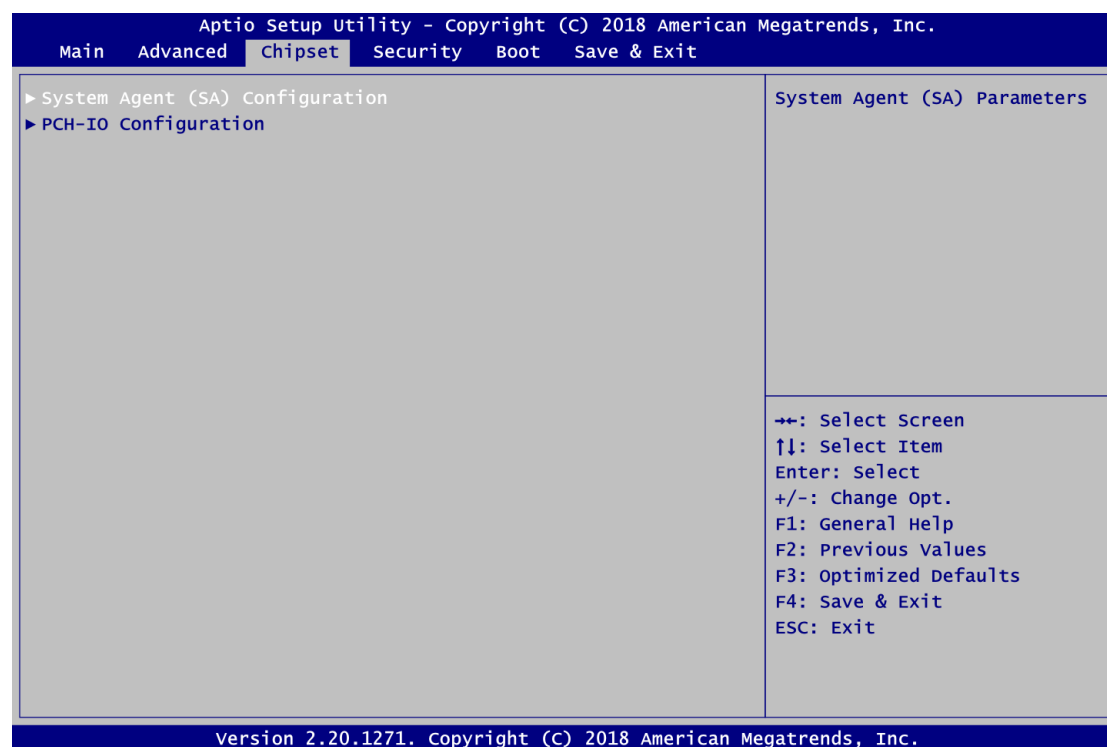 Aptio Setup Utility – Copyright (C) 2018 American Megatrends, Inc.
Main Advanced Chipset Security Boot Save & Exit
▶ System Agent (SA) Configuration
▶ PCH-IO Configuration
System Agent (SA) Parameters
→←: Select Screen
↑↓: Select Item
Enter: Select
+/-: Change Opt.
F1: General Help
F2: Previous Values
F3: Optimized Defaults
F4: Save & Exit
ESC: Exit
Version 2.20.1271. Copyright (C) 2018 American Megatrends, Inc.